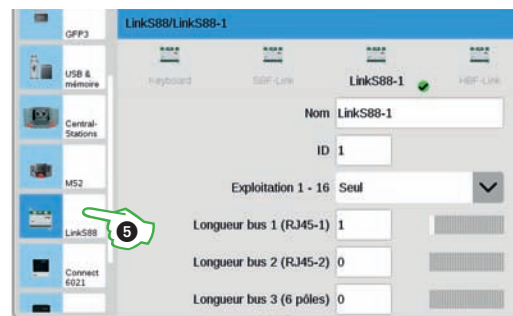 GFP3
USB &
mémoire
Central-
Stations
MS2
LinkS88
Connect
6021
5
LinkS88/LinkS88-1
Keyboard
SBF-Link
LinkS88-1
HBF-Link
Nom LinkS88-1
ID 1
Exploitation 1 - 16 Seul
Longueur bus 1 (RJ45-1) 1
Longueur bus 2 (RJ45-2) 0
Longueur bus 3 (6 pôles) 0